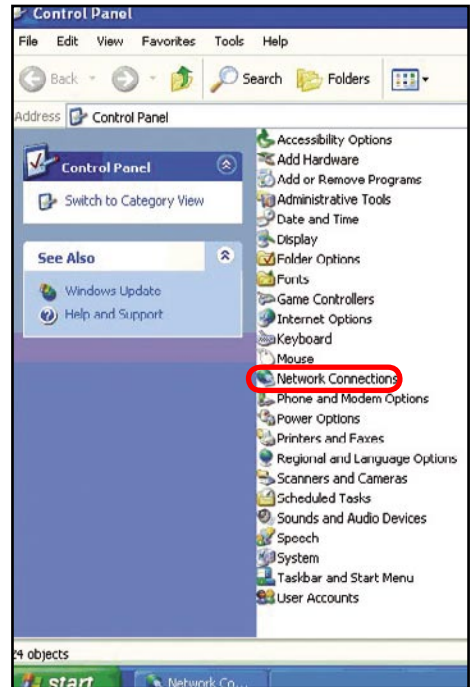 Control Panel
File Edit View Favorites Tools Help
Back Search Folders
Address Control Panel
Control Panel
Switch to Category View
See Also
Windows Update
Help and Support
Accessibility Options
Add Hardware
Add or Remove Programs
Administrative Tools
Date and Time
Display
Folder Options
Fonts
Game Controllers
Internet Options
Keyboard
Mouse
Network Connections
Phone and Modem Options
Power Options
Printers and Faxes
Regional and Language Options
Scanners and Cameras
Scheduled Tasks
Sounds and Audio Devices
Speech
System
Taskbar and Start Menu
User Accounts
24 objects
start Network Co...